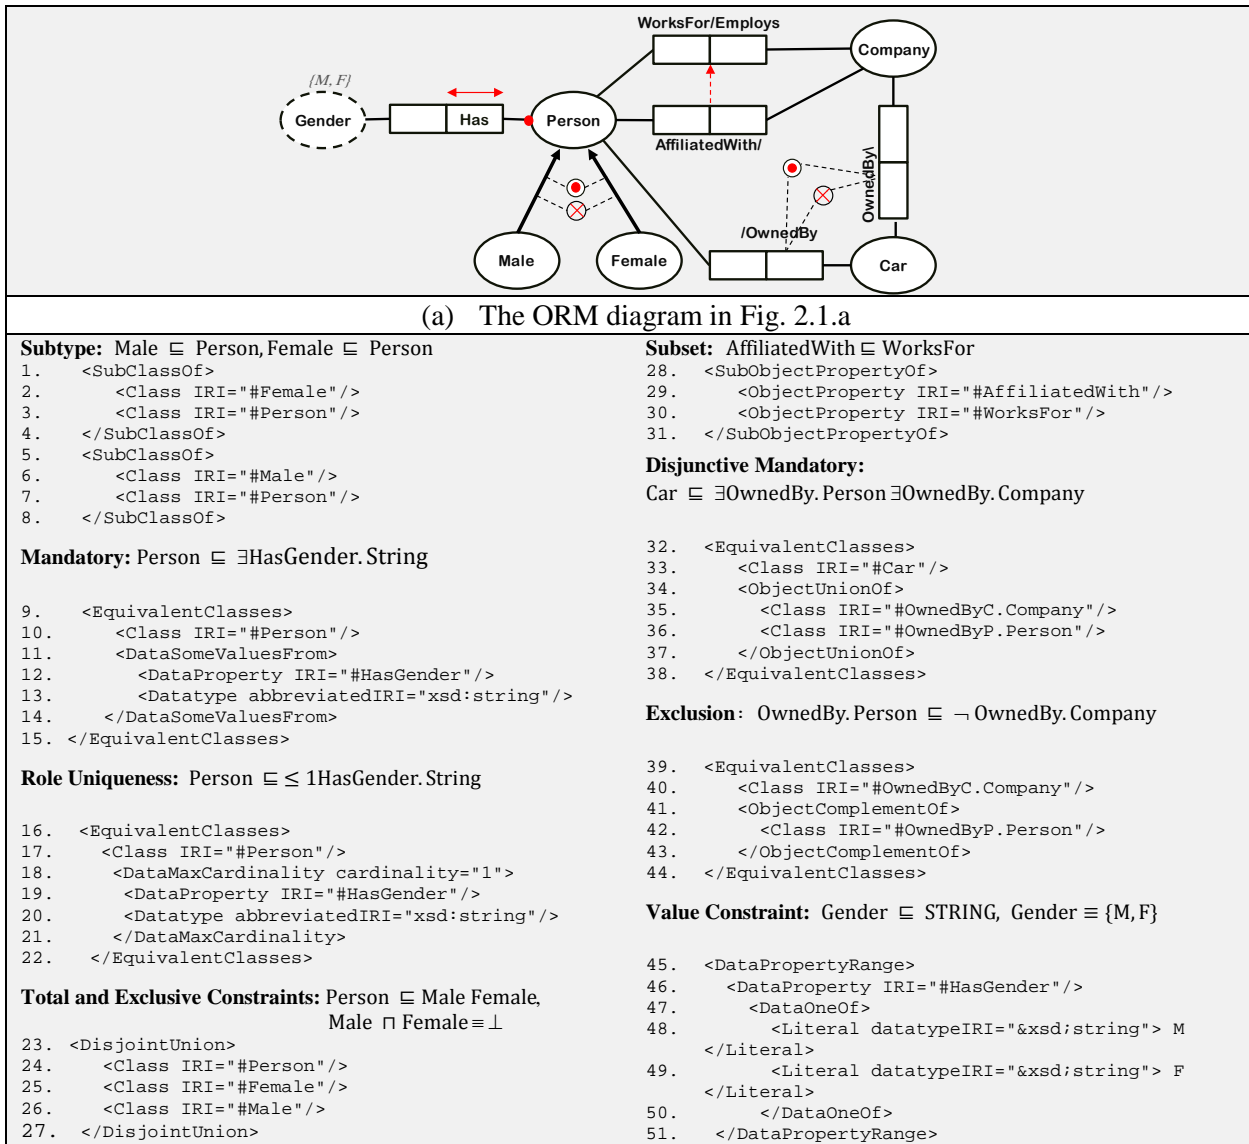 WorksFor/Employs
Company
{M, F}
Gender
Has
Person
AffiliatedWith/
OwnedBy\
/OwnedBy
Male
Female
Car
(a) The ORM diagram in Fig. 2.1.a
Subtype: Male ⊑ Person, Female ⊑ Person
1. <SubClassOf>
2. <Class IRI="#Female"/>
3. <Class IRI="#Person"/>
4. </SubClassOf>
5. <SubClassOf>
6. <Class IRI="#Male"/>
7. <Class IRI="#Person"/>
8. </SubClassOf>
Mandatory: Person ⊑ ∃HasGender. String
9. <EquivalentClasses>
10. <Class IRI="#Person"/>
11. <DataSomeValuesFrom>
12. <DataProperty IRI="#HasGender"/>
13. <Datatype abbreviatedIRI="xsd:string"/>
14. </DataSomeValuesFrom>
15. </EquivalentClasses>
Role Uniqueness: Person ⊑ ≤ 1HasGender. String
16. <EquivalentClasses>
17. <Class IRI="#Person"/>
18. <DataMaxCardinality cardinality="1">
19. <DataProperty IRI="#HasGender"/>
20. <Datatype abbreviatedIRI="xsd:string"/>
21. </DataMaxCardinality>
22. </EquivalentClasses>
Total and Exclusive Constraints: Person ⊑ Male Female,
Male ⊓ Female ≡ ⊥
23. <DisjointUnion>
24. <Class IRI="#Person"/>
25. <Class IRI="#Female"/>
26. <Class IRI="#Male"/>
27. </DisjointUnion>
Subset: AffiliatedWith ⊑ WorksFor
28. <SubObjectPropertyOf>
29. <ObjectProperty IRI="#AffiliatedWith"/>
30. <ObjectProperty IRI="#WorksFor"/>
31. </SubObjectPropertyOf>
Disjunctive Mandatory:
Car ⊑ ∃OwnedBy. Person ∃OwnedBy. Company
32. <EquivalentClasses>
33. <Class IRI="#Car"/>
34. <ObjectUnionOf>
35. <Class IRI="#OwnedByC.Company"/>
36. <Class IRI="#OwnedByP.Person"/>
37. </ObjectUnionOf>
38. </EquivalentClasses>
Exclusion: OwnedBy. Person ⊑ ¬ OwnedBy. Company
39. <EquivalentClasses>
40. <Class IRI="#OwnedByC.Company"/>
41. <ObjectComplementOf>
42. <Class IRI="#OwnedByP.Person"/>
43. </ObjectComplementOf>
44. </EquivalentClasses>
Value Constraint: Gender ⊑ STRING, Gender ≡ {M, F}
45. <DataPropertyRange>
46. <DataProperty IRI="#HasGender"/>
47. <DataOneOf>
48. <Literal datatypeIRI="&xsd;string"> M
</Literal>
49. <Literal datatypeIRI="&xsd;string"> F
</Literal>
50. </DataOneOf>
51. </DataPropertyRange>